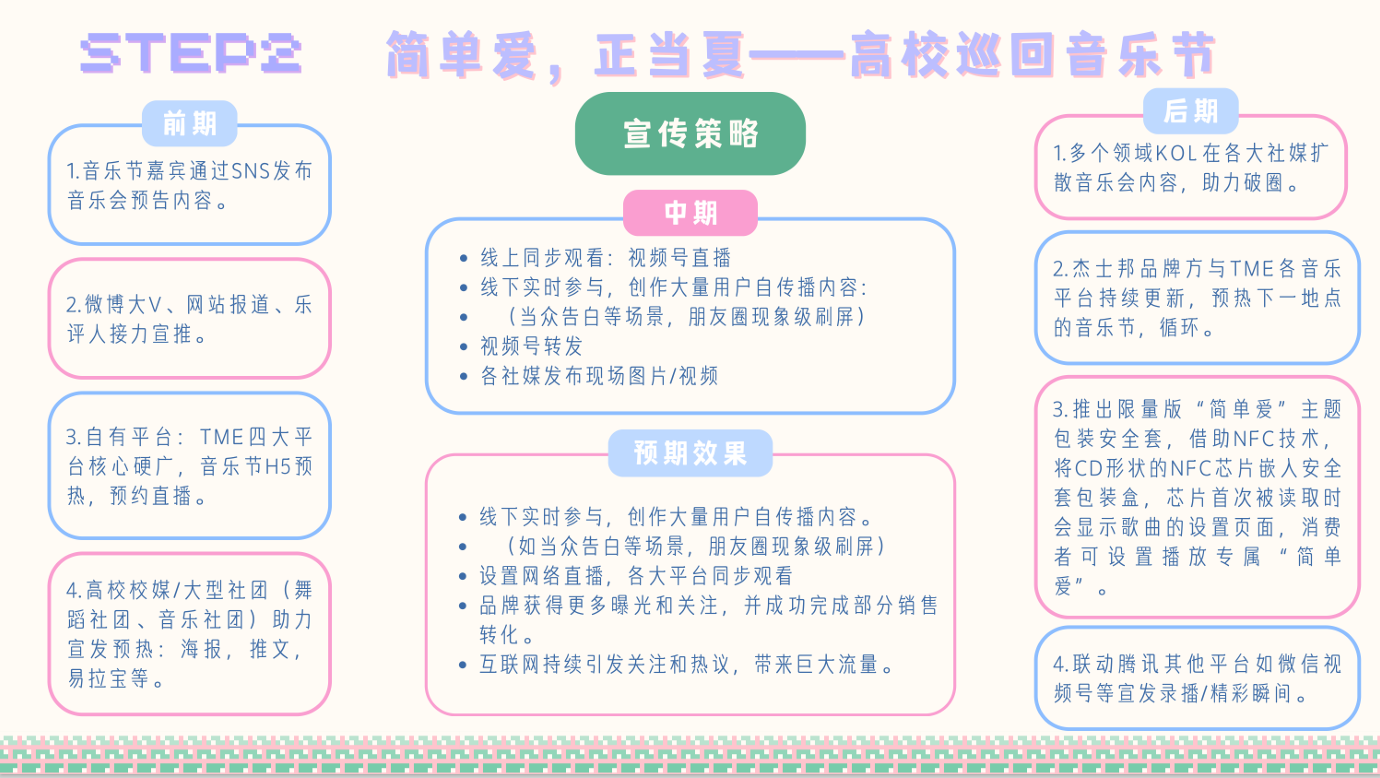 STEP2 简单爱，正当夏——高校巡回音乐节
宣传策略
前期
1.音乐节嘉宾通过SNS发布
音乐会预告内容。
2.微博大V、网站报道、乐
评人接力宣推。
3.自有平台：TME四大平
台核心硬广，音乐节H5预
热，预约直播。
4.高校校媒/大型社团（舞
蹈社团、音乐社团）助力
宣发预热：海报，推文，
易拉宝等。
中期
• 线上同步观看：视频号直播
• 线下实时参与，创作大量用户自传播内容：
• （当众告白等场景，朋友圈现象级刷屏）
• 视频号转发
• 各社媒发布现场图片/视频
预期效果
• 线下实时参与，创作大量用户自传播内容。
• （如当众告白等场景，朋友圈现象级刷屏）
• 设置网络直播，各大平台同步观看
• 品牌获得更多曝光和关注，并成功完成部分销售
转化。
• 互联网持续引发关注和热议，带来巨大流量。
后期
1.多个领域KOL在各大社媒扩
散音乐会内容，助力破圈。
2.杰士邦品牌方与TME各音乐
平台持续更新，预热下一地点
的音乐节，循环。
3.推出限量版“简单爱”主题
包装安全套，借助NFC技术，
将CD形状的NFC芯片嵌人安全
套包装盒，芯片首次被读取时
会显示歌曲的设置页面，消费
者可设置播放专属“简单
爱”。
4.联动腾讯其他平台如微信视
频号等宣发录播/精彩瞬间。